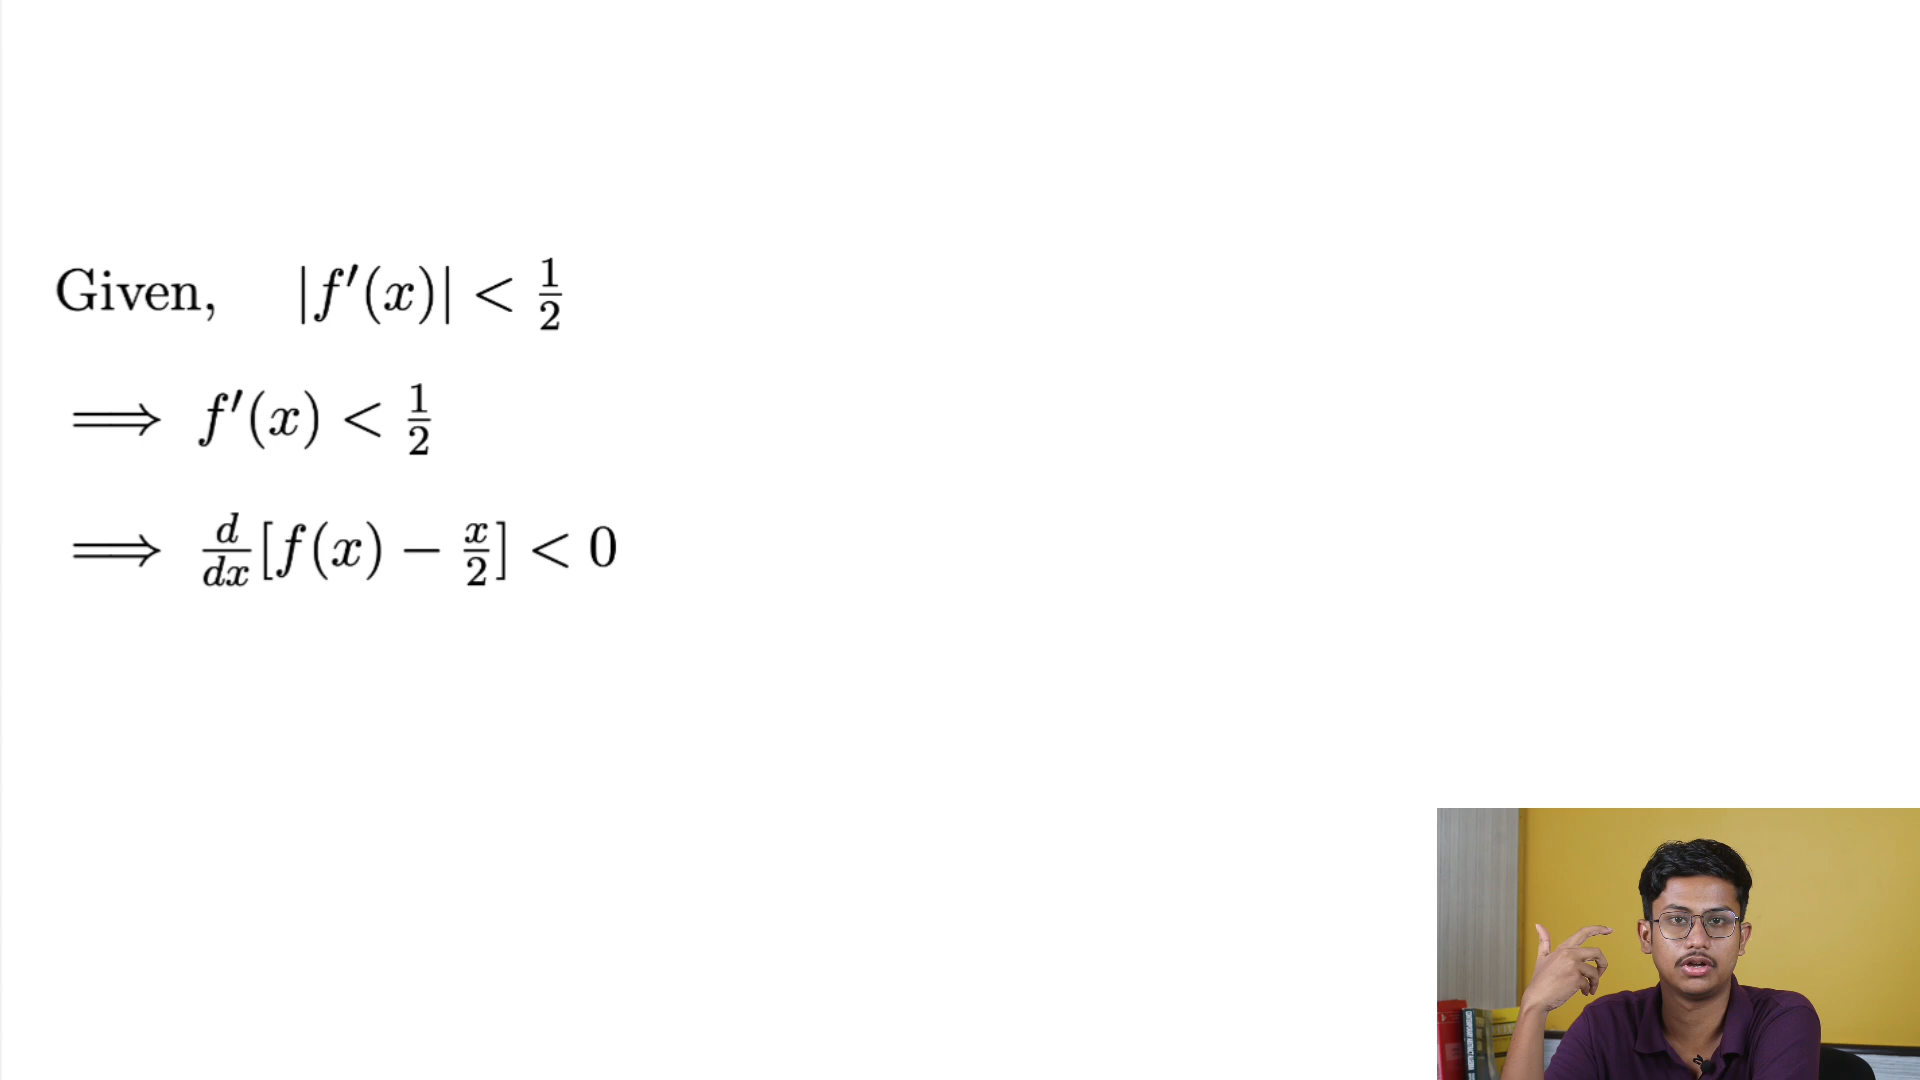 Given, |f′(x)| < 1/2
⟹ f′(x) < 1/2
⟹ d/dx [f(x) − x/2] < 0